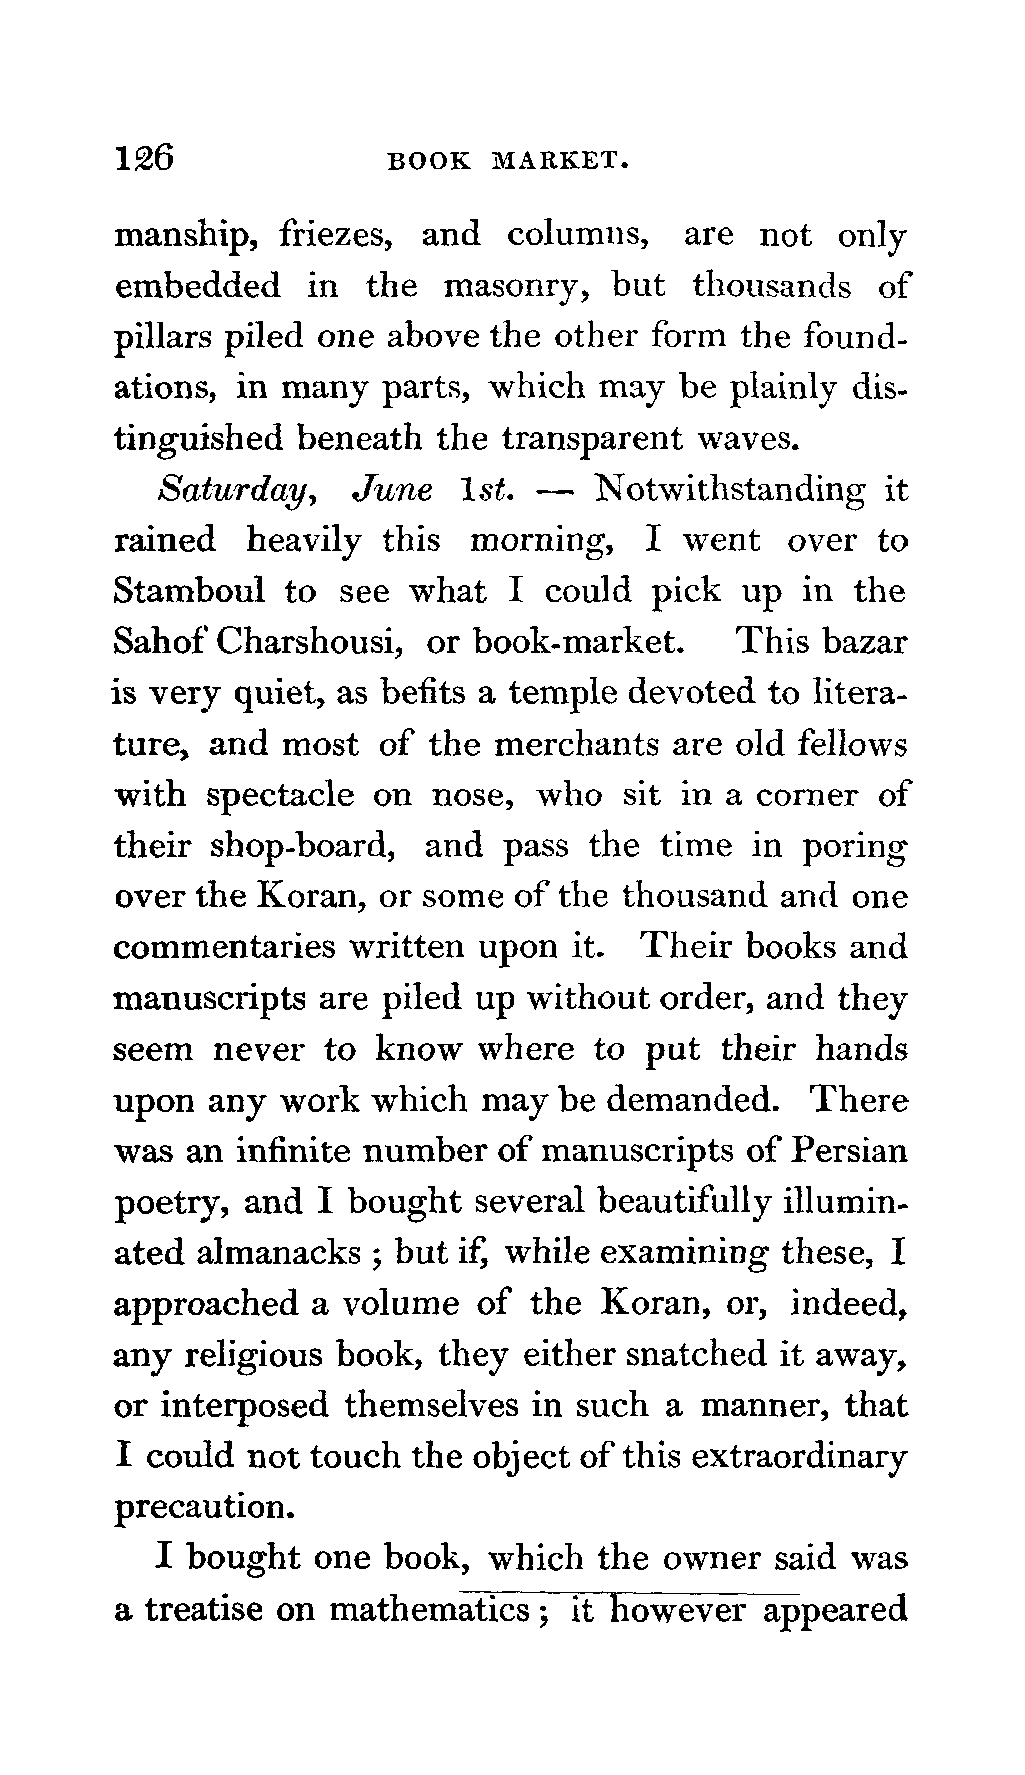 126 BOOK MARKET.
manship, friezes, and columns, are not only
embedded in the masonry, but thousands of
pillars piled one above the other form the found-
ations, in many parts, which may be plainly dis-
tinguished beneath the transparent waves.
Saturday, June 1st. — Notwithstanding it
rained heavily this morning, I went over to
Stamboul to see what I could pick up in the
Sahof Charshousi, or book-market. This bazar
is very quiet, as befits a temple devoted to litera-
ture, and most of the merchants are old fellows
with spectacle on nose, who sit in a corner of
their shop-board, and pass the time in poring
over the Koran, or some of the thousand and one
commentaries written upon it. Their books and
manuscripts are piled up without order, and they
seem never to know where to put their hands
upon any work which may be demanded. There
was an infinite number of manuscripts of Persian
poetry, and I bought several beautifully illumin-
ated almanacks ; but if, while examining these, I
approached a volume of the Koran, or, indeed,
any religious book, they either snatched it away,
or interposed themselves in such a manner, that
I could not touch the object of this extraordinary
precaution.
I bought one book, which the owner said was
a treatise on mathematics ; it however appeared